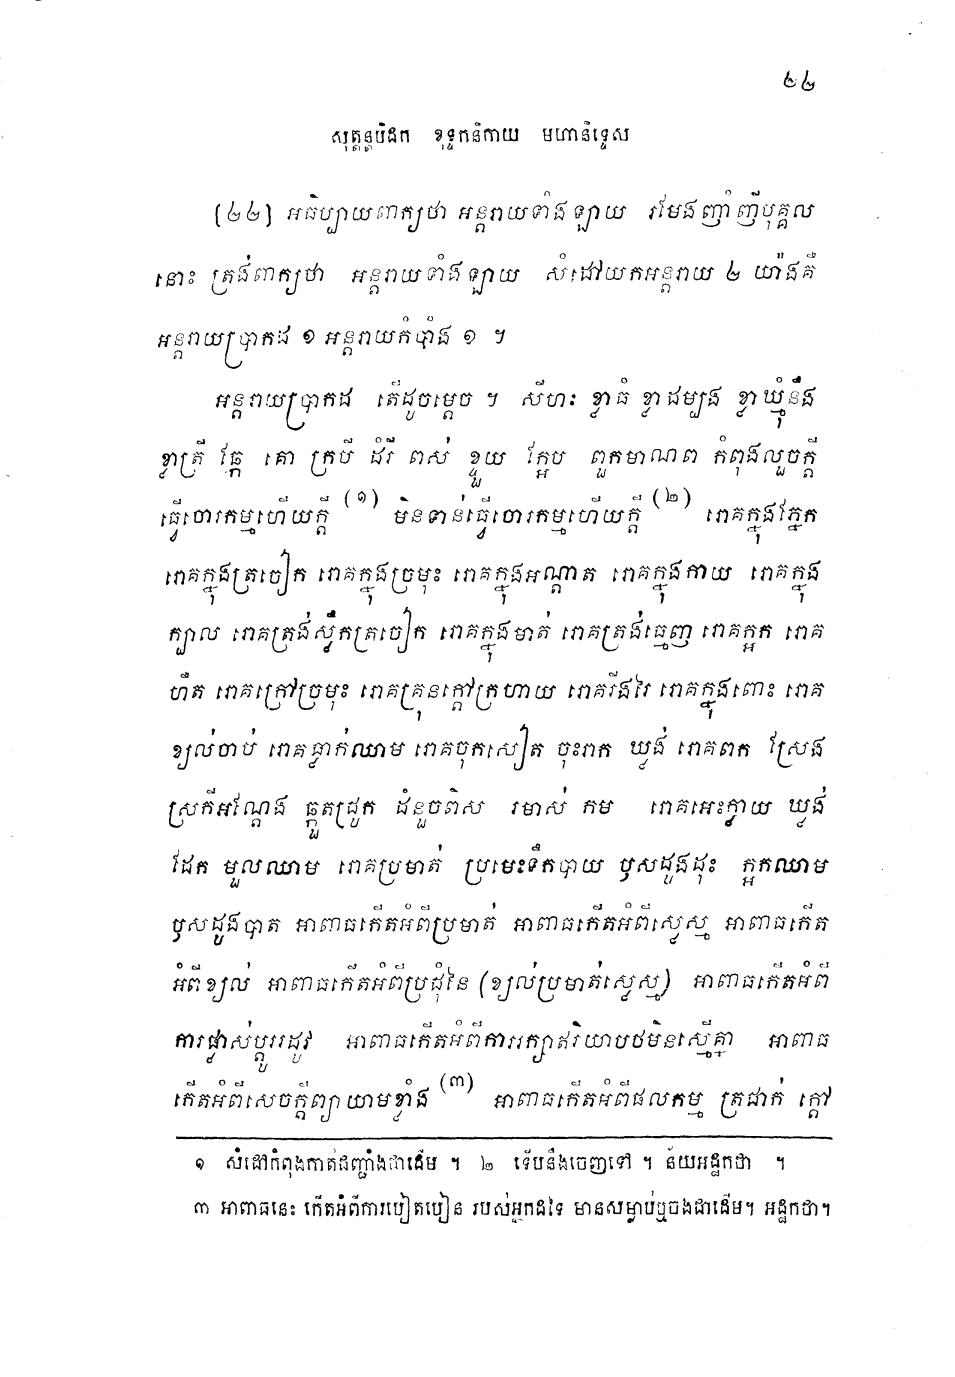 ២២
សុត្តន្តបិដក ខុទ្ទកនិកាយ មហានិទ្ទេស
(២២) អធិប្បាយពាក្យថា អន្តរាយទាំងឡាយ រមែងញាំញីបុគ្គល
នោះ ត្រង់ពាក្យថា អន្តរាយទាំងឡាយ សំដៅយកអន្តរាយ ២ យ៉ាងគឺ
អន្តរាយប្រាកដ ១ អន្តរាយកំបាំង ១ ។
អន្តរាយប្រាកដ តើដូចម្តេច ។ សីហៈ ខ្លាធំ ខ្លាដម្បង ខ្លាឃ្មុំនឹង
ខ្លាត្រី ឆ្កែ គោ ក្របី ដំរី ពស់ ខ្ទួយ ក្អែប ពួកមាណព កំពុងលួចក្តី
ធ្វើចោរកម្មហើយក្តី (១) មិនទាន់ធ្វើចោរកម្មហើយក្តី (២) រោគក្នុងភ្នែក
រោគក្នុងត្រចៀក រោគក្នុងច្រមុះ រោគក្នុងអណ្តាត រោគក្នុងកាយ រោគក្នុង
ក្បាល រោគត្រង់ស្លឹកត្រចៀក រោគក្នុងមាត់ រោគត្រង់ធ្មេញ រោគក្អក រោគ
ហឺត រោគក្រៅច្រមុះ រោគគ្រុនក្តៅក្រហាយ រោគរីងរៃ រោគក្នុងពោះ រោគ
ខ្យល់ចាប់ រោគធ្លាក់ឈាម រោគចុកសៀត ចុះរាក ឃ្លង់ រោគពក ស្រែង
ស្រកីអណ្តែង ឆ្កួតជ្រូក ដំនួចពិស រមាស់ កម រោគអេះក្វាយ ឃ្លង់
ដែក មួលឈាម រោគប្រមាត់ ប្រមេះទឹកបាយ ឫសដូងដុះ ក្អកឈាម
ឫសដូងបាត អាពាធកើតអំពីប្រមាត់ អាពាធកើតអំពីស្លេស្ម អាពាធកើត
អំពីខ្យល់ អាពាធកើតអំពីប្រជុំនៃ (ខ្យល់ប្រមាត់ស្លេស្ម) អាពាធកើតអំពី
ការផ្លាស់ប្តូររដូវ អាពាធកើតអំពីការរក្សាឥរិយាបថមិនស្មើគ្នា អាពាធ
កើតអំពីសេចក្តីព្យាយាមខ្លាំង (៣) អាពាធកើតអំពីផលកម្ម ត្រជាក់ ក្តៅ
១ សំដៅកំពុងកាត់ដញ្ជាំងជាដើម ។ ២ ទើបនឹងចេញទៅ ។ ន័យអដ្ឋកថា ។
៣ អាពាធនេះ កើតអំពីការបៀតបៀន របស់អ្នកដទៃ មានសម្លាប់ឬចងជាដើម។ អដ្ឋកថា។